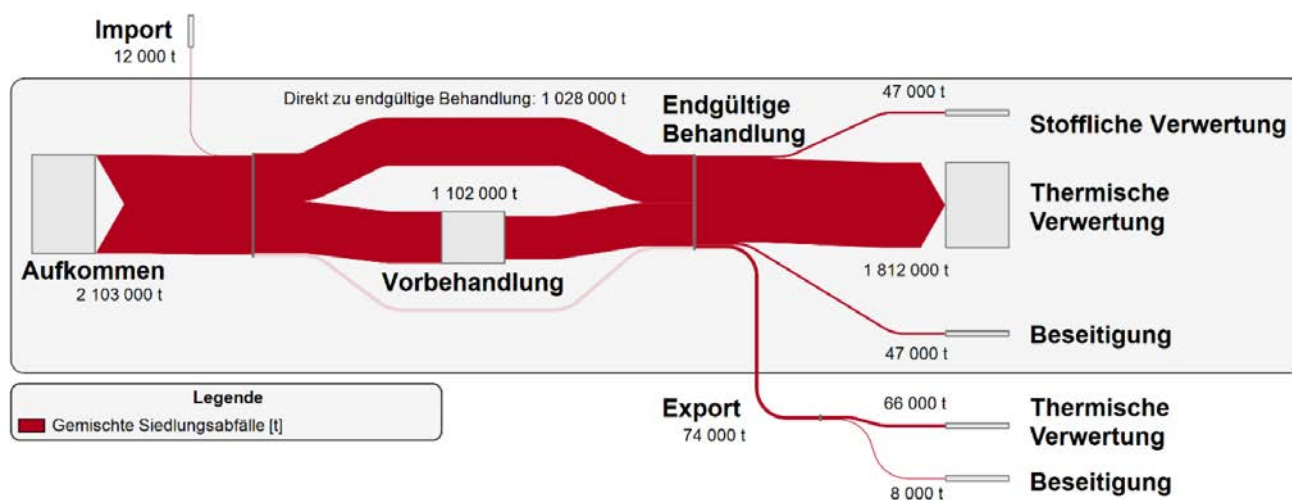 Import
12 000 t
Direkt zu endgültige Behandlung: 1 028 000 t
Endgültige
Behandlung
47 000 t
Stoffliche Verwertung
1 102 000 t
Thermische
Verwertung
Aufkommen
2 103 000 t
Vorbehandlung
1 812 000 t
Beseitigung
47 000 t
Legende
Gemischte Siedlungsabfälle [t]
Export
74 000 t
66 000 t
Thermische
Verwertung
Beseitigung
8 000 t